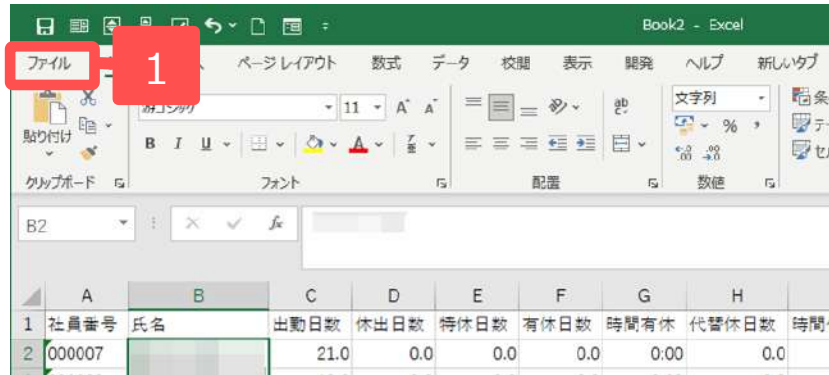 Book2 - Excel
ファイル 1 ページ レイアウト 数式 データ 校閲 表示 開発 ヘルプ 新しいタブ
貼り付け 游ゴシック 11 A A ab 文字列 条
B I U A % 
クリップボード フォント 配置 数値
B2 fx
A B C D E F G H
1 社員番号 氏名 出勤日数 休出日数 特休日数 有休日数 時間有休 代替休日数
2 000007 21.0 0.0 0.0 0.0 0:00 0.0